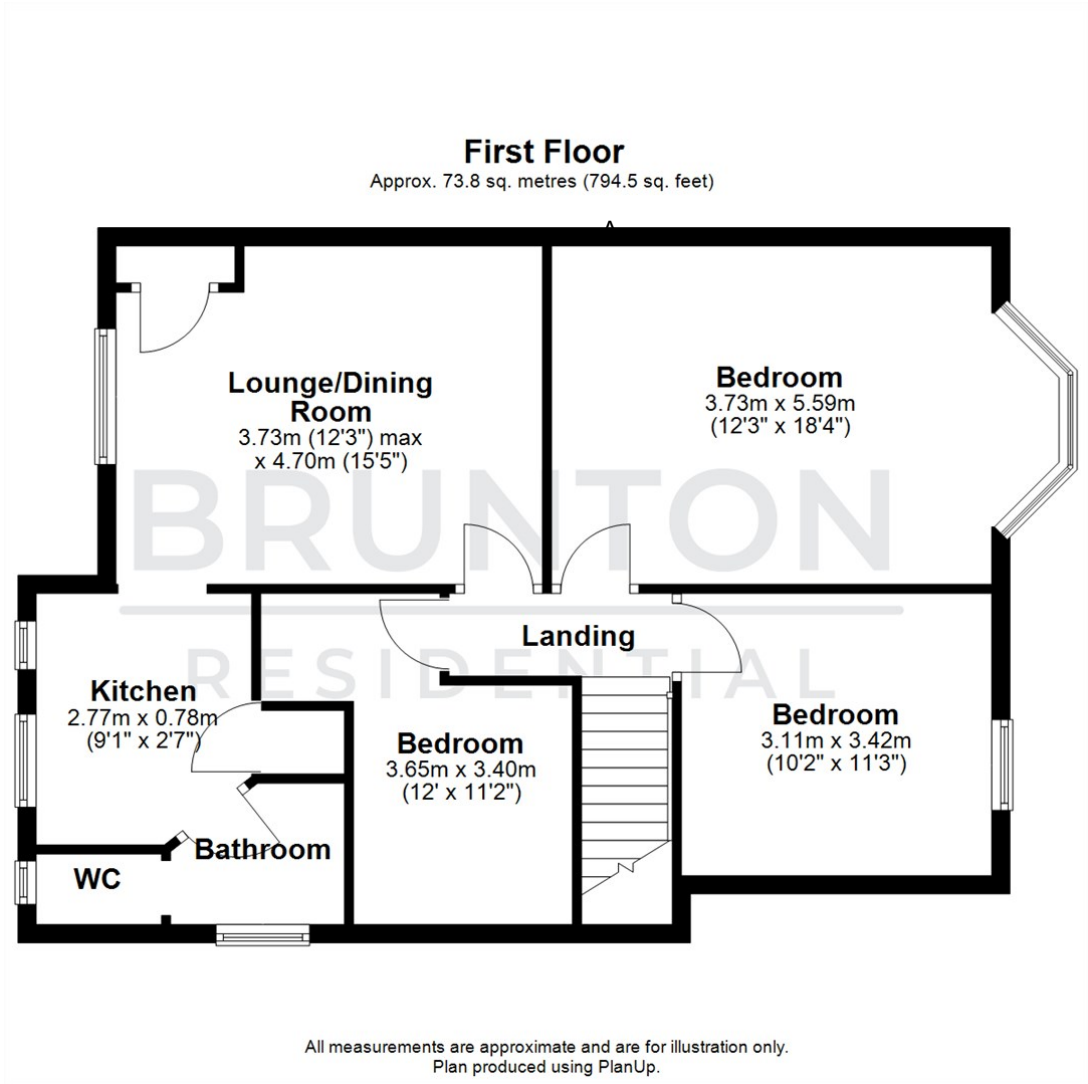 First Floor
Approx. 73.8 sq. metres (794.5 sq. feet)
Lounge/Dining
Room
3.73m (12'3") max
x 4.70m (15'5")
Bedroom
3.73m x 5.59m
(12'3" x 18'4")
BRUNTON
RESIDENTIAL
Landing
Kitchen
2.77m x 0.78m
(9'1" x 2'7")
Bedroom
3.65m x 3.40m
(12' x 11'2")
Bedroom
3.11m x 3.42m
(10'2" x 11'3")
Bathroom
WC
All measurements are approximate and are for illustration only.
Plan produced using PlanUp.